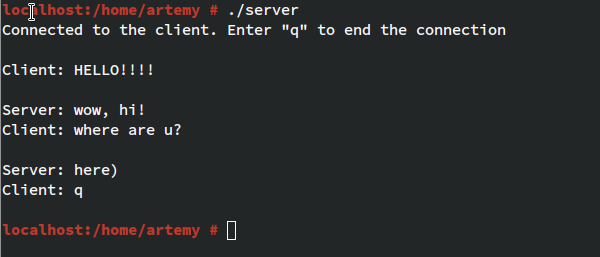 localhost:/home/artemy # ./server
Connected to the client. Enter "q" to end the connection
Client: HELLO!!!!
Server: wow, hi!
Client: where are u?
Server: here)
Client: q
localhost:/home/artemy #